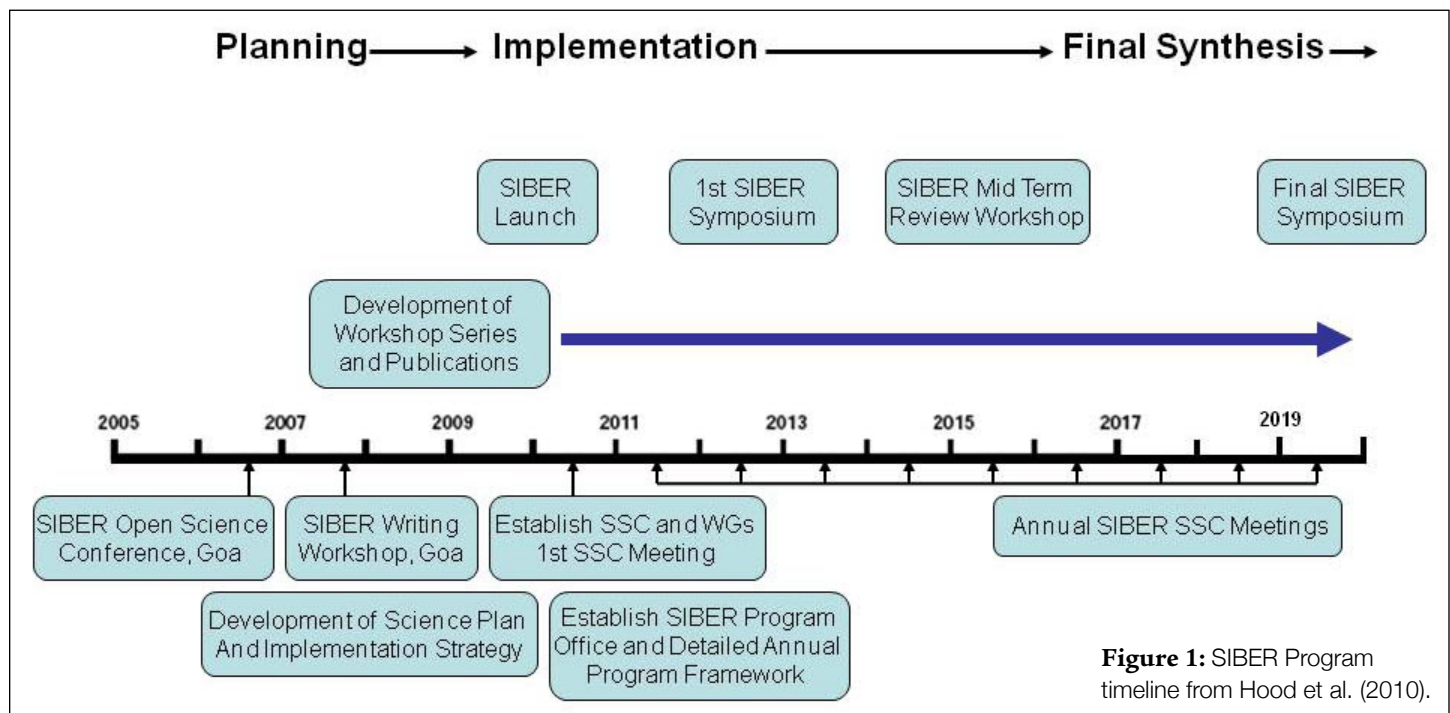 Planning Implementation Final Synthesis
SIBER
Launch
1st SIBER
Symposium
SIBER Mid Term
Review Workshop
Final SIBER
Symposium
Development of
Workshop Series
and Publications
2005 2007 2009 2011 2013 2015 2017 2019
SIBER Open Science
Conference, Goa
SIBER Writing
Workshop, Goa
Establish SSC and WGs
1st SSC Meeting
Annual SIBER SSC Meetings
Development of Science Plan
And Implementation Strategy
Establish SIBER Program
Office and Detailed Annual
Program Framework
Figure 1: SIBER Program
timeline from Hood et al. (2010).